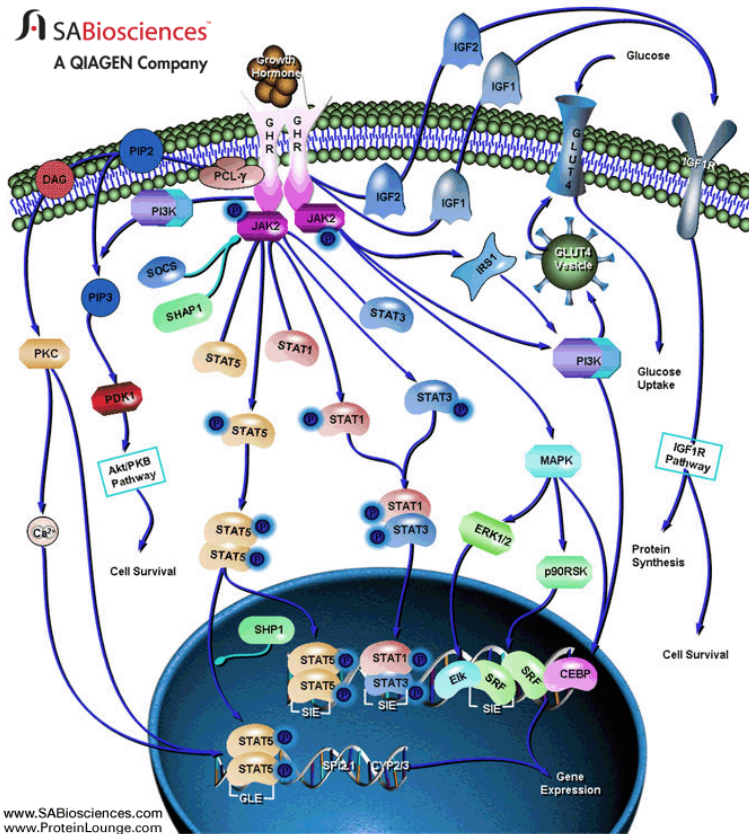 SABiosciences™
A QIAGEN Company
Growth
Hormone
GHR
GHR
IGF2
IGF1
Glucose
GLUT4
IGF1R
DAG
PIP2
PCL-γ
PI3K
P
JAK2
JAK2
P
IGF2
IGF1
SOCS
SHAP1
IRS1
GLUT4
Vesicle
PIP3
STAT5
STAT1
STAT3
PKC
PDK1
PI3K
Glucose
Uptake
P
STAT5
P
STAT1
STAT3
P
Akt/PKB
Pathway
MAPK
IGF1R
Pathway
Ca2+
STAT5
P
STAT5
P
P
STAT1
P
STAT3
ERK1/2
p90RSK
Cell Survival
Protein
Synthesis
SHP1
Cell Survival
STAT5
P
STAT5
P
SIE
STAT1
P
STAT3
P
SIE
Elk
SRF
SIE
SRF
CEBP
STAT5
P
STAT5
P
GLE
SPI2.1
CYP2/3
Gene
Expression
www.SABiosciences.com
www.ProteinLounge.com